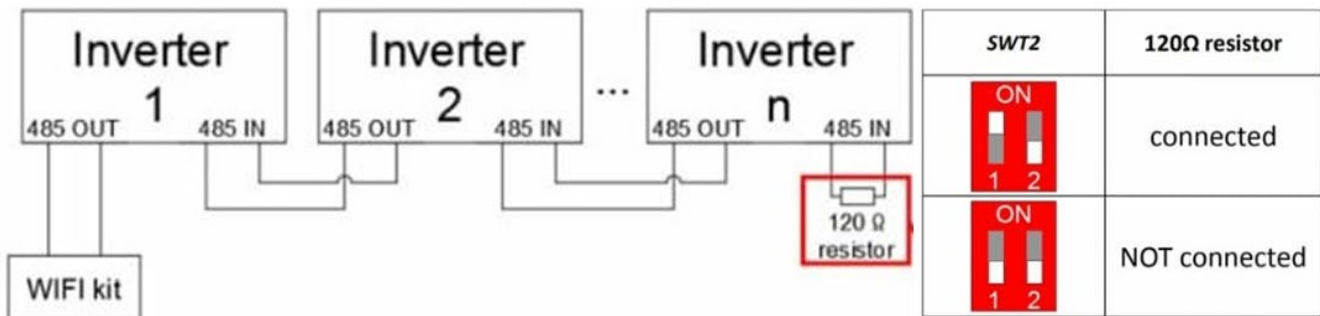 Inverter
1
485 OUT
485 IN
Inverter
2
485 OUT
485 IN
...
Inverter
n
485 OUT
485 IN
120 Ω
resistor
WIFI kit
SWT2
120Ω resistor
ON
1 2
connected
ON
1 2
NOT connected